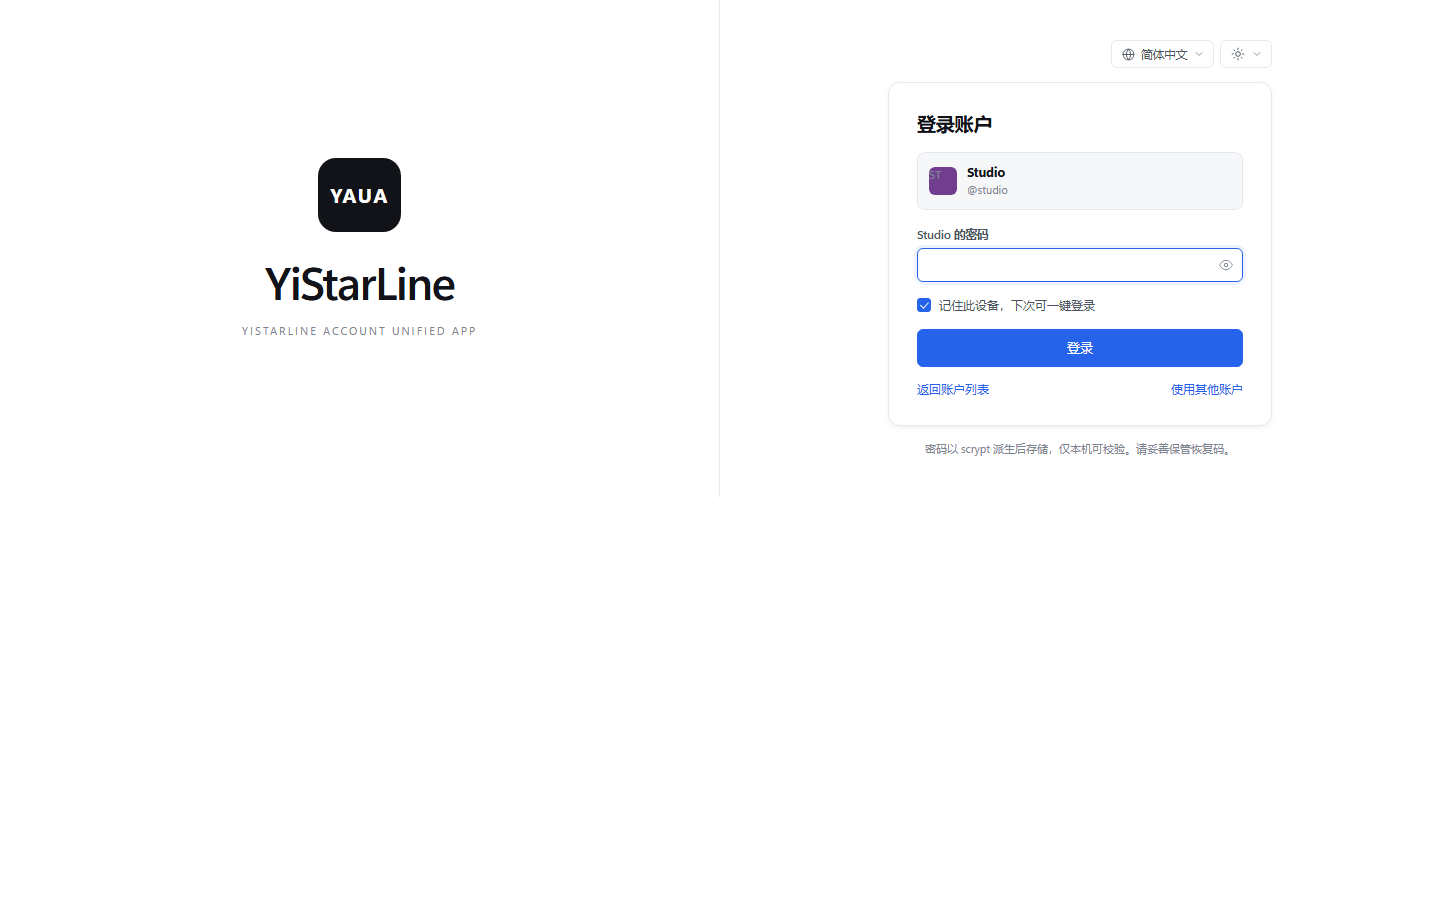 YAUA
YiStarLine
YISTARLINE ACCOUNT UNIFIED APP
简体中文
登录账户
ST
Studio
@studio
Studio 的密码
记住此设备，下次可一键登录
登录
返回账户列表
使用其他账户
密码以 scrypt 派生后存储，仅本机可校验。请妥善保管恢复码。